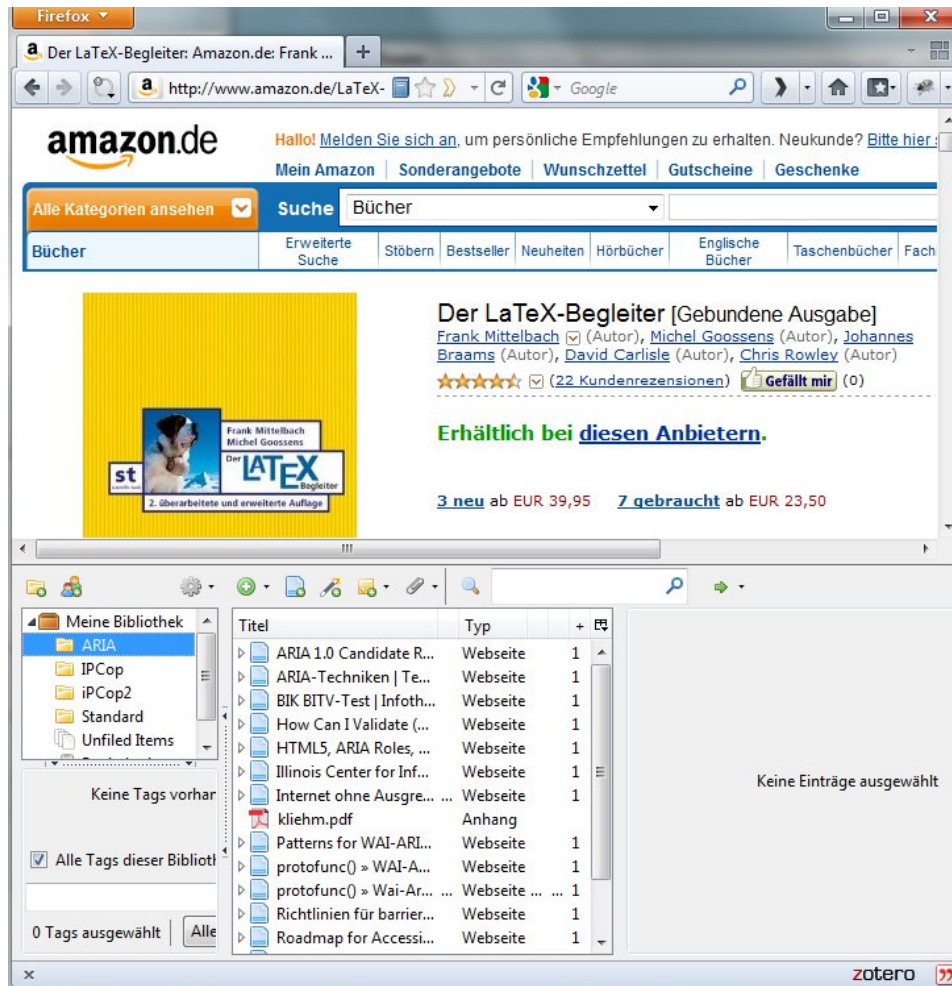 Firefox
Der LaTeX-Begleiter: Amazon.de: Frank ...
http://www.amazon.de/LaTeX-
Google
amazon.de
Hallo! Melden Sie sich an, um persönliche Empfehlungen zu erhalten. Neukunde? Bitte hier
Mein Amazon Sonderangebote Wunschzettel Gutscheine Geschenke
Alle Kategorien ansehen Suche Bücher
Bücher Erweiterte Suche Stöbern Bestseller Neuheiten Hörbücher Englische Bücher Taschenbücher Fach
Der LaTeX-Begleiter [Gebundene Ausgabe]
Frank Mittelbach (Autor), Michel Goossens (Autor), Johannes
Braams (Autor), David Carlisle (Autor), Chris Rowley (Autor)
(22 Kundenrezensionen) Gefällt mir (0)
Erhältlich bei diesen Anbietern.
3 neu ab EUR 39,95 7 gebraucht ab EUR 23,50
Frank Mittelbach
Michel Goossens
Der LATEX
Begleiter
st
2. überarbeitete und erweiterte Auflage
Meine Bibliothek
ARIA
IPCop
iPCop2
Standard
Unfiled Items
Keine Tags vorhar
Alle Tags dieser Biblioth
0 Tags ausgewählt Alle
Titel Typ +
ARIA 1.0 Candidate R... Webseite 1
ARIA-Techniken | Te... Webseite 1
BIK BITV-Test | Infoth... Webseite 1
How Can I Validate (... Webseite 1
HTML5, ARIA Roles, ... Webseite 1
Illinois Center for Inf... Webseite 1
Internet ohne Ausgre... ... Webseite 1
kliehm.pdf Anhang
Patterns for WAI-ARI... Webseite 1
protofunc() » WAI-A... Webseite 1
protofunc() » Wai-Ar... ... Webseite ... ... 1
Richtlinien für barrier... Webseite 1
Roadmap for Accessi... Webseite 1
Keine Einträge ausgewählt
zotero